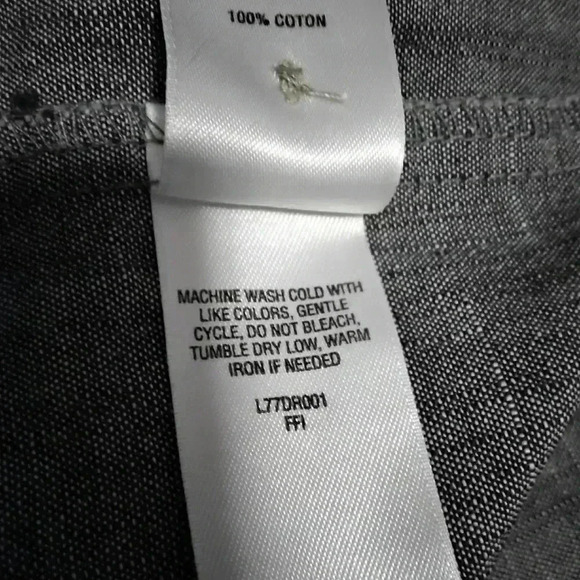 100% COTON
MACHINE WASH COLD WITH
LIKE COLORS, GENTLE
CYCLE, DO NOT BLEACH,
TUMBLE DRY LOW, WARM
IRON IF NEEDED
L77DR001
FFI